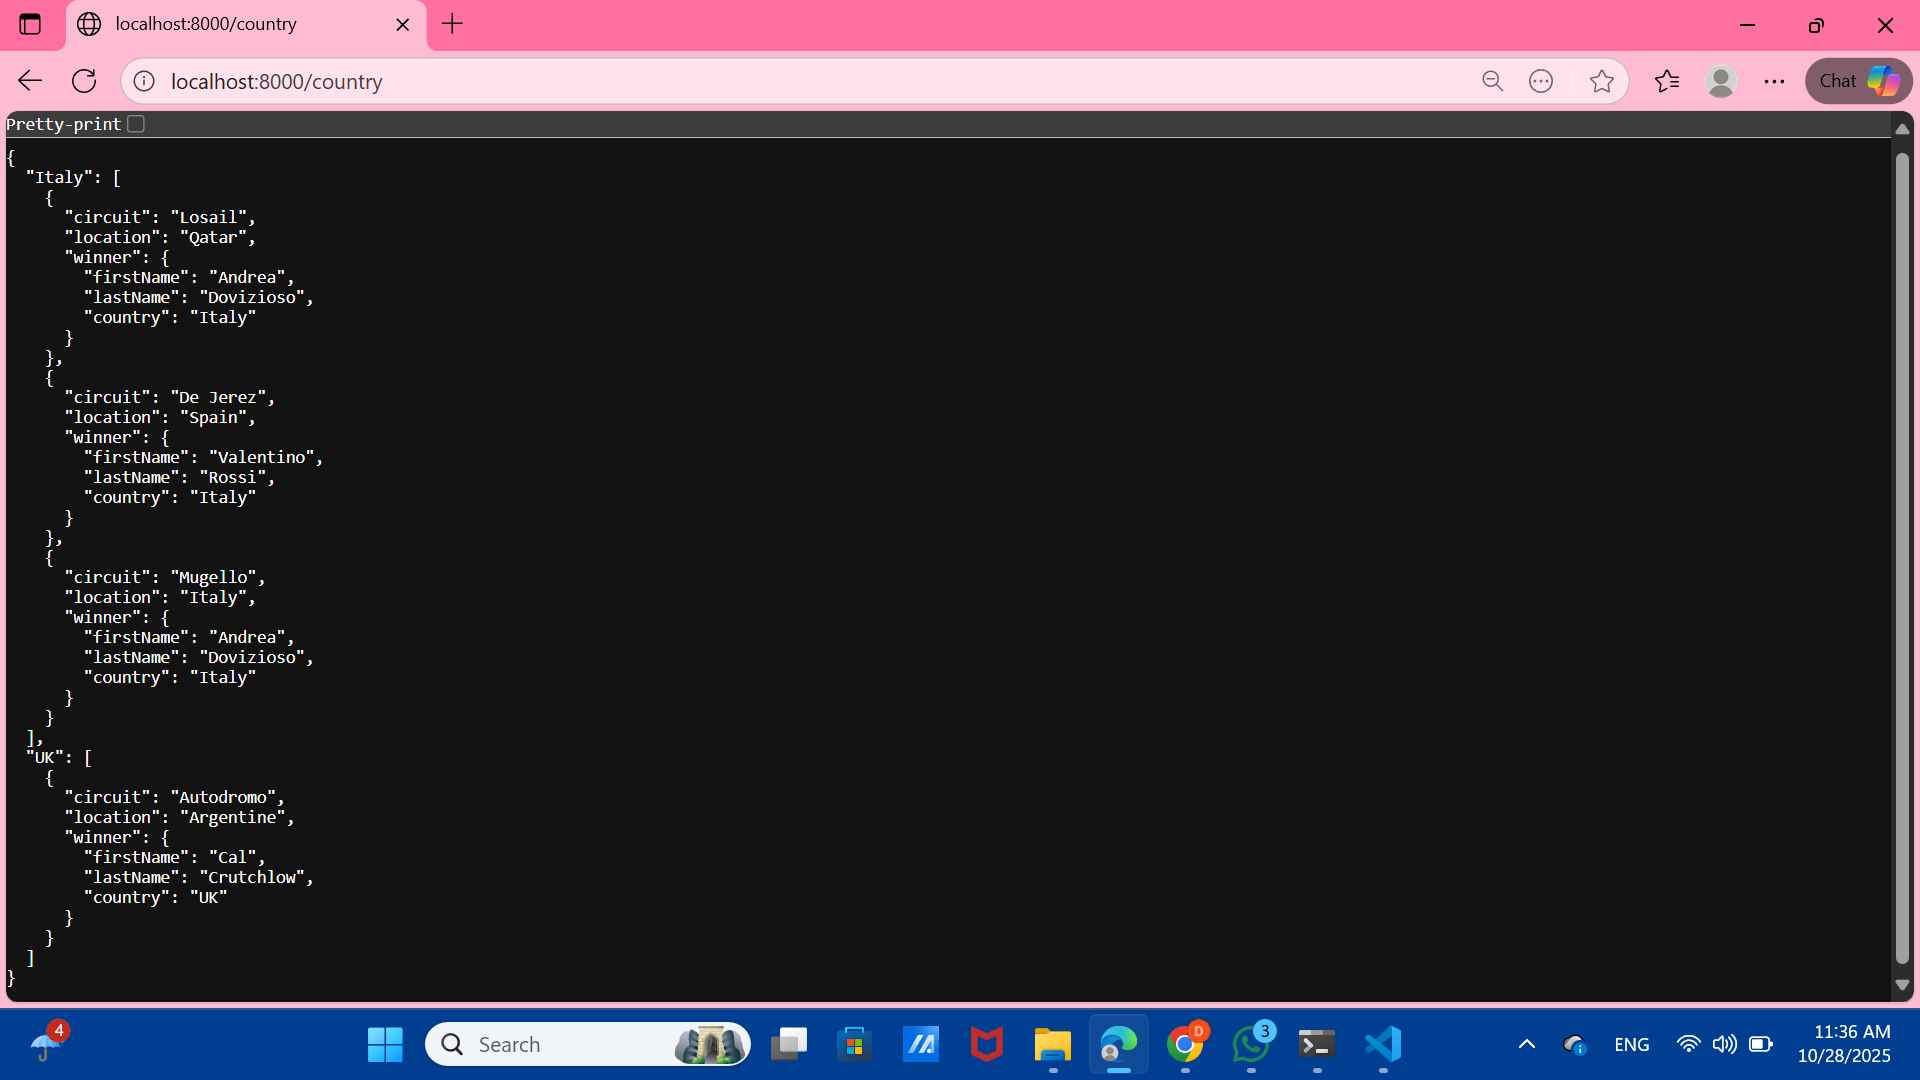 localhost:8000/country
localhost:8000/country
Chat
Pretty-print
{
  "Italy": [
    {
      "circuit": "Losail",
      "location": "Qatar",
      "winner": {
        "firstName": "Andrea",
        "lastName": "Dovizioso",
        "country": "Italy"
      }
    },
    {
      "circuit": "De Jerez",
      "location": "Spain",
      "winner": {
        "firstName": "Valentino",
        "lastName": "Rossi",
        "country": "Italy"
      }
    },
    {
      "circuit": "Mugello",
      "location": "Italy",
      "winner": {
        "firstName": "Andrea",
        "lastName": "Dovizioso",
        "country": "Italy"
      }
    }
  ],
  "UK": [
    {
      "circuit": "Autodromo",
      "location": "Argentine",
      "winner": {
        "firstName": "Cal",
        "lastName": "Crutchlow",
        "country": "UK"
      }
    }
  ]
}
4
Search
D
3
ENG
11:36 AM
10/28/2025